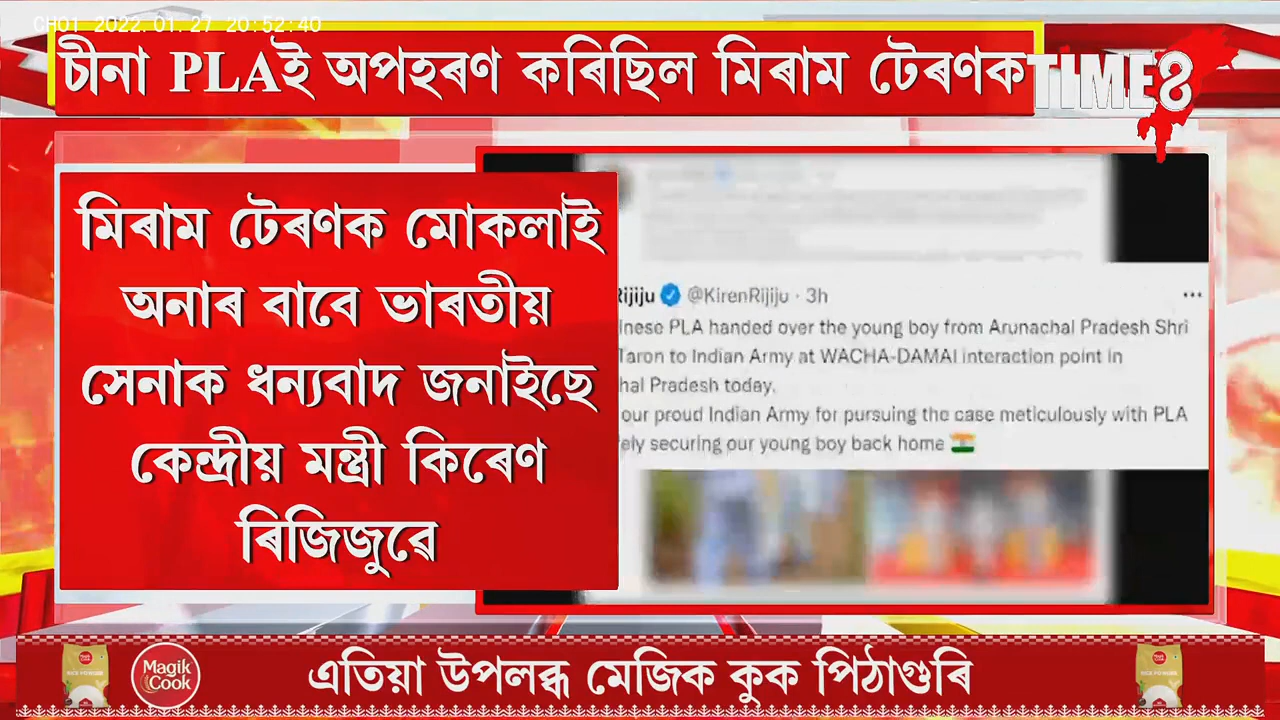 CH01 2022.01.27 20:52:40
চীনা PLAই অপহৰণ কৰিছিল মিৰাম টেৰণক
TIME8
মিৰাম টেৰণক মোকলাই
অনাৰ বাবে ভাৰতীয়
সেনাক ধন্যবাদ জনাইছে
কেন্দ্ৰীয় মন্ত্ৰী কিৰেণ
ৰিজিজুৱে
Rijiju @KirenRijiju · 3h
inese PLA handed over the young boy from Arunachal Pradesh Shri
Taron to Indian Army at WACHA-DAMAI interaction point in
hal Pradesh today.
our proud Indian Army for pursuing the case meticulously with PLA
ely securing our young boy back home
Magik
Cook
এতিয়া উপলব্ধ মেজিক কুক পিঠাগুৰি